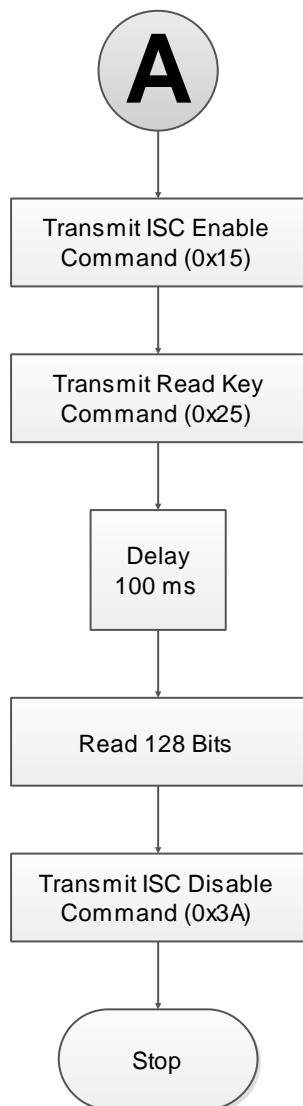 A
Transmit ISC Enable
Command (0x15)
Transmit Read Key
Command (0x25)
Delay
100 ms
Read 128 Bits
Transmit ISC Disable
Command (0x3A)
Stop